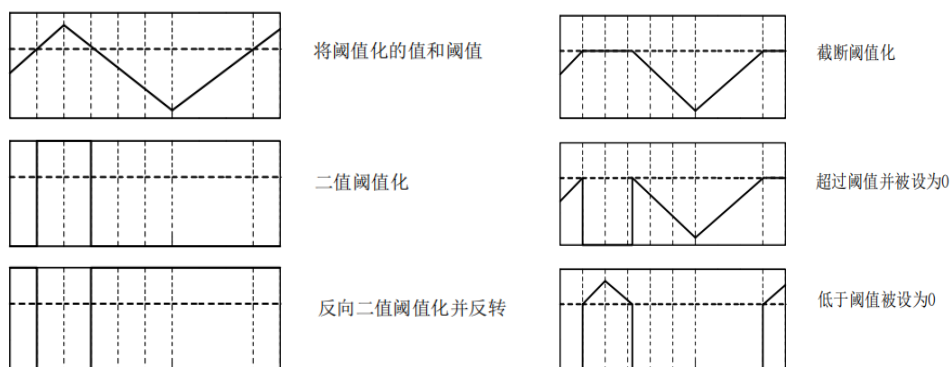 将阈值化的值和阈值
截断阈值化
二值阈值化
超过阈值并被设为0
反向二值阈值化并反转
低于阈值被设为0